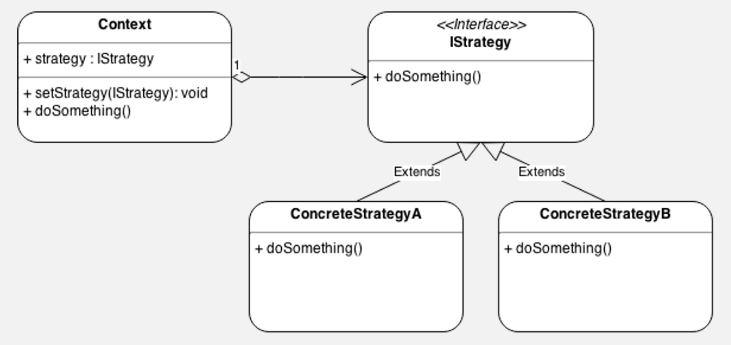 Context
+ strategy : IStrategy
+ setStrategy(IStrategy): void
+ doSomething()
1
<<Interface>>
IStrategy
+ doSomething()
Extends
Extends
ConcreteStrategyA
+ doSomething()
ConcreteStrategyB
+ doSomething()